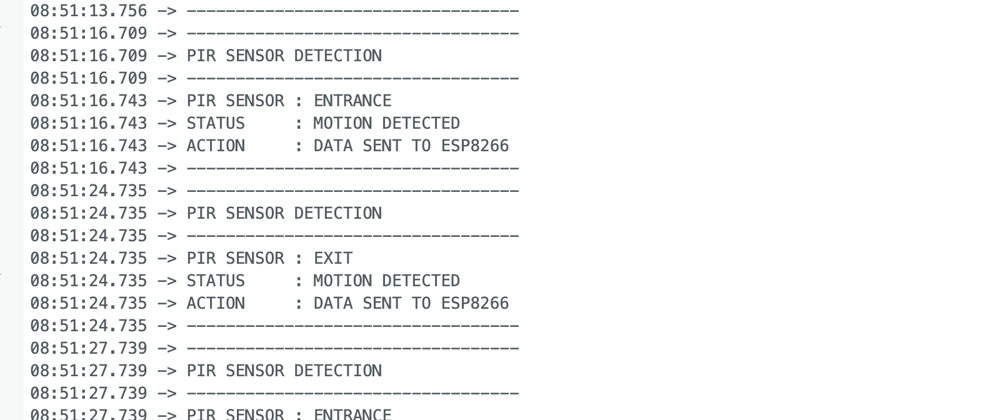 08:51:13.756 -> ----------------------------------
08:51:16.709 -> ----------------------------------
08:51:16.709 -> PIR SENSOR DETECTION
08:51:16.709 -> ----------------------------------
08:51:16.743 -> PIR SENSOR : ENTRANCE
08:51:16.743 -> STATUS     : MOTION DETECTED
08:51:16.743 -> ACTION     : DATA SENT TO ESP8266
08:51:16.743 -> ----------------------------------
08:51:24.735 -> ----------------------------------
08:51:24.735 -> PIR SENSOR DETECTION
08:51:24.735 -> ----------------------------------
08:51:24.735 -> PIR SENSOR : EXIT
08:51:24.735 -> STATUS     : MOTION DETECTED
08:51:24.735 -> ACTION     : DATA SENT TO ESP8266
08:51:24.735 -> ----------------------------------
08:51:27.739 -> ----------------------------------
08:51:27.739 -> PIR SENSOR DETECTION
08:51:27.739 -> ----------------------------------
08:51:27.739 -> PIR SENSOR : ENTRANCE